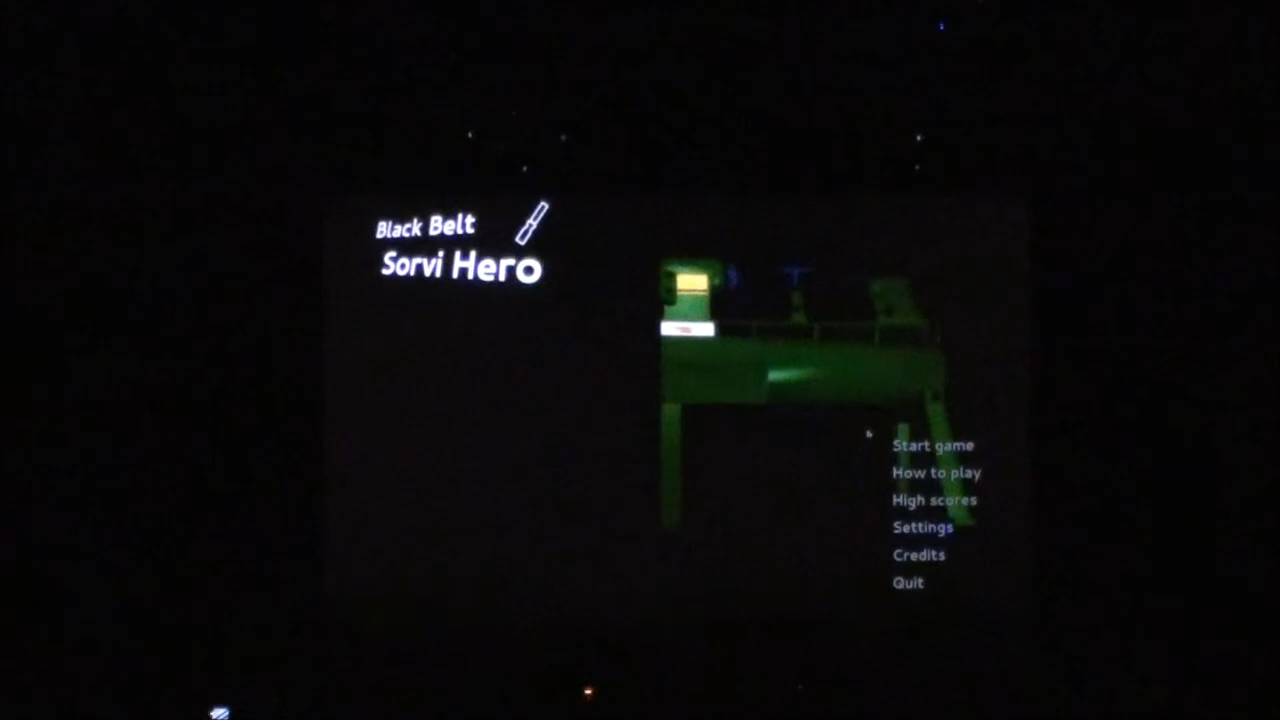 Black Belt
Sorvi Hero
Start game
How to play
High scores
Settings
Credits
Quit